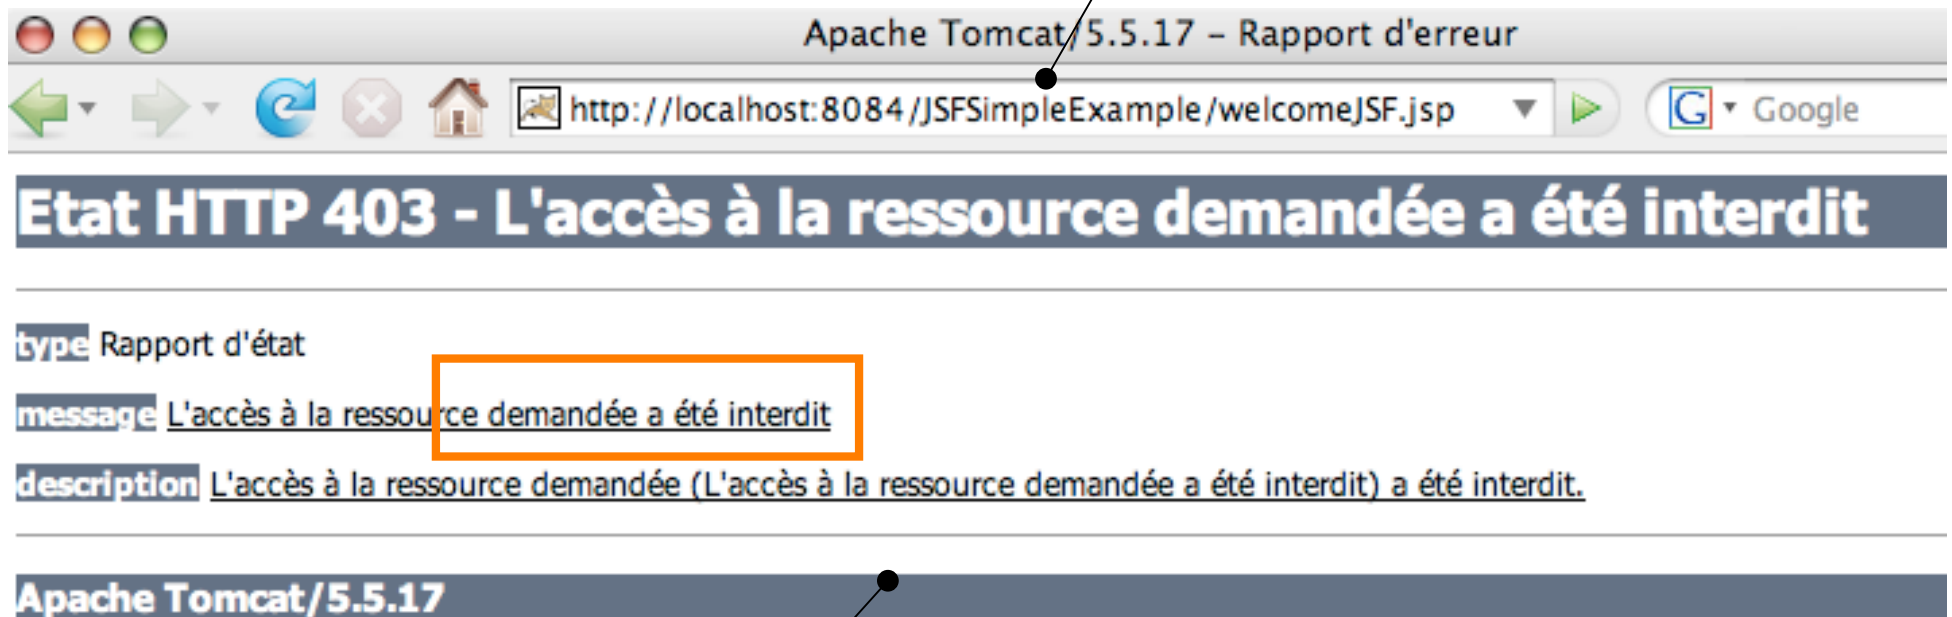 Apache Tomcat/5.5.17 – Rapport d'erreur
http://localhost:8084/JSFSimpleExample/welcomeJSF.jsp
G Google
Etat HTTP 403 - L'accès à la ressource demandée a été interdit
type Rapport d'état
message L'accès à la ressource demandée a été interdit
description L'accès à la ressource demandée (L'accès à la ressource demandée a été interdit) a été interdit.
Apache Tomcat/5.5.17